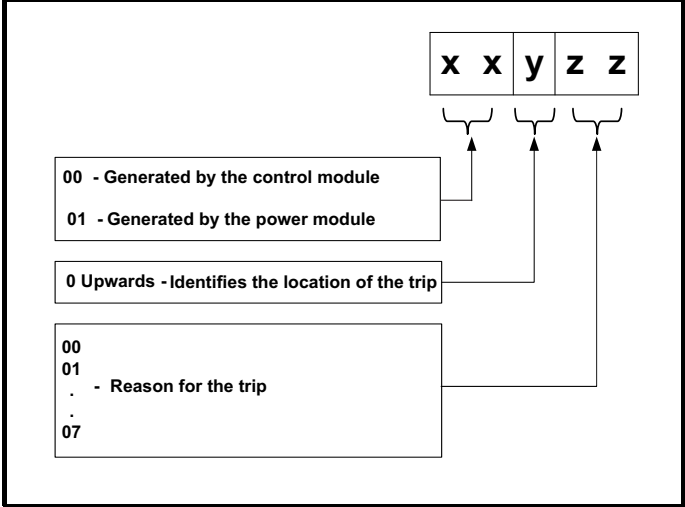 x x y z z
00 - Generated by the control module
01 - Generated by the power module
0 Upwards - Identifies the location of the trip
00
01
.
- Reason for the trip
.
07